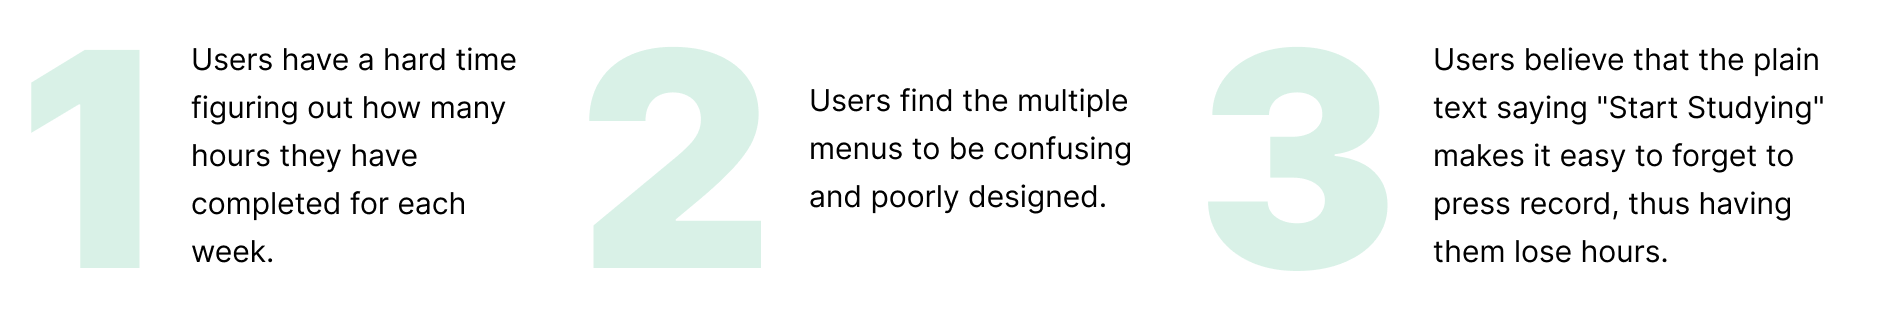 1
Users have a hard time
figuring out how many
hours they have
completed for each
week.
2
Users find the multiple
menus to be confusing
and poorly designed.
3
Users believe that the plain
text saying "Start Studying"
makes it easy to forget to
press record, thus having
them lose hours.